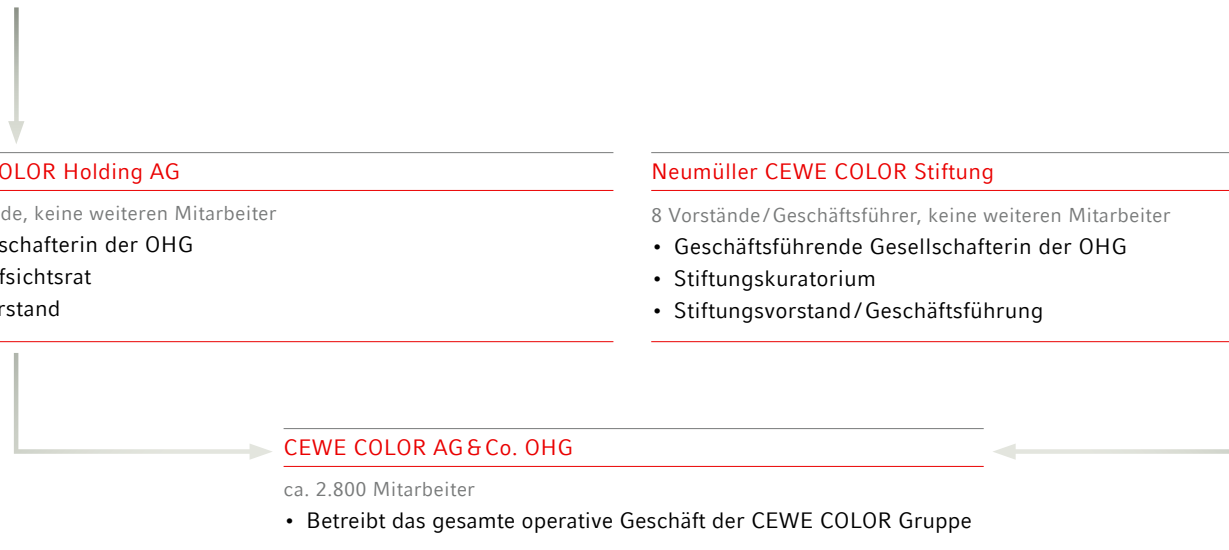 OLOR Holding AG
de, keine weiteren Mitarbeiter
schafterin der OHG
fsichtsrat
rstand
Neumüller CEWE COLOR Stiftung
8 Vorstände/Geschäftsführer, keine weiteren Mitarbeiter
• Geschäftsführende Gesellschafterin der OHG
• Stiftungskuratorium
• Stiftungsvorstand/Geschäftsführung
CEWE COLOR AG & Co. OHG
ca. 2.800 Mitarbeiter
• Betreibt das gesamte operative Geschäft der CEWE COLOR Gruppe